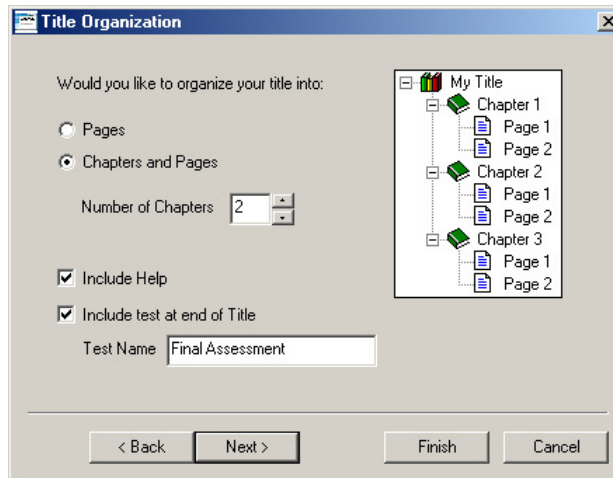 Title Organization
Would you like to organize your title into:
Pages
Chapters and Pages
Number of Chapters 2
Include Help
Include test at end of Title
Test Name Final Assessment
My Title
Chapter 1
Page 1
Page 2
Chapter 2
Page 1
Page 2
Chapter 3
Page 1
Page 2
< Back Next > Finish Cancel